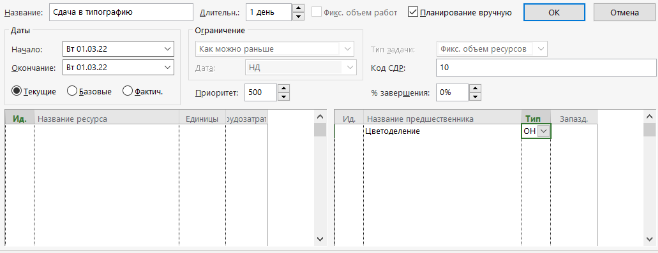 Название: Сдача в типографию Длительн.: 1 день Фикс. объем работ Планирование вручную ОК Отмена
Даты Ограничение
Начало: Вт 01.03.22 Как можно раньше Тип задачи: Фикс. объем ресурсов
Окончание: Вт 01.03.22 Дата: НД Код СДР: 10
Текущие Базовые Фактич. Приоритет: 500 % завершения: 0%
Ид. Название ресурса Единицы рудозатрат Ид. Название предшественника Тип Запазд.
Цветоделение ОН